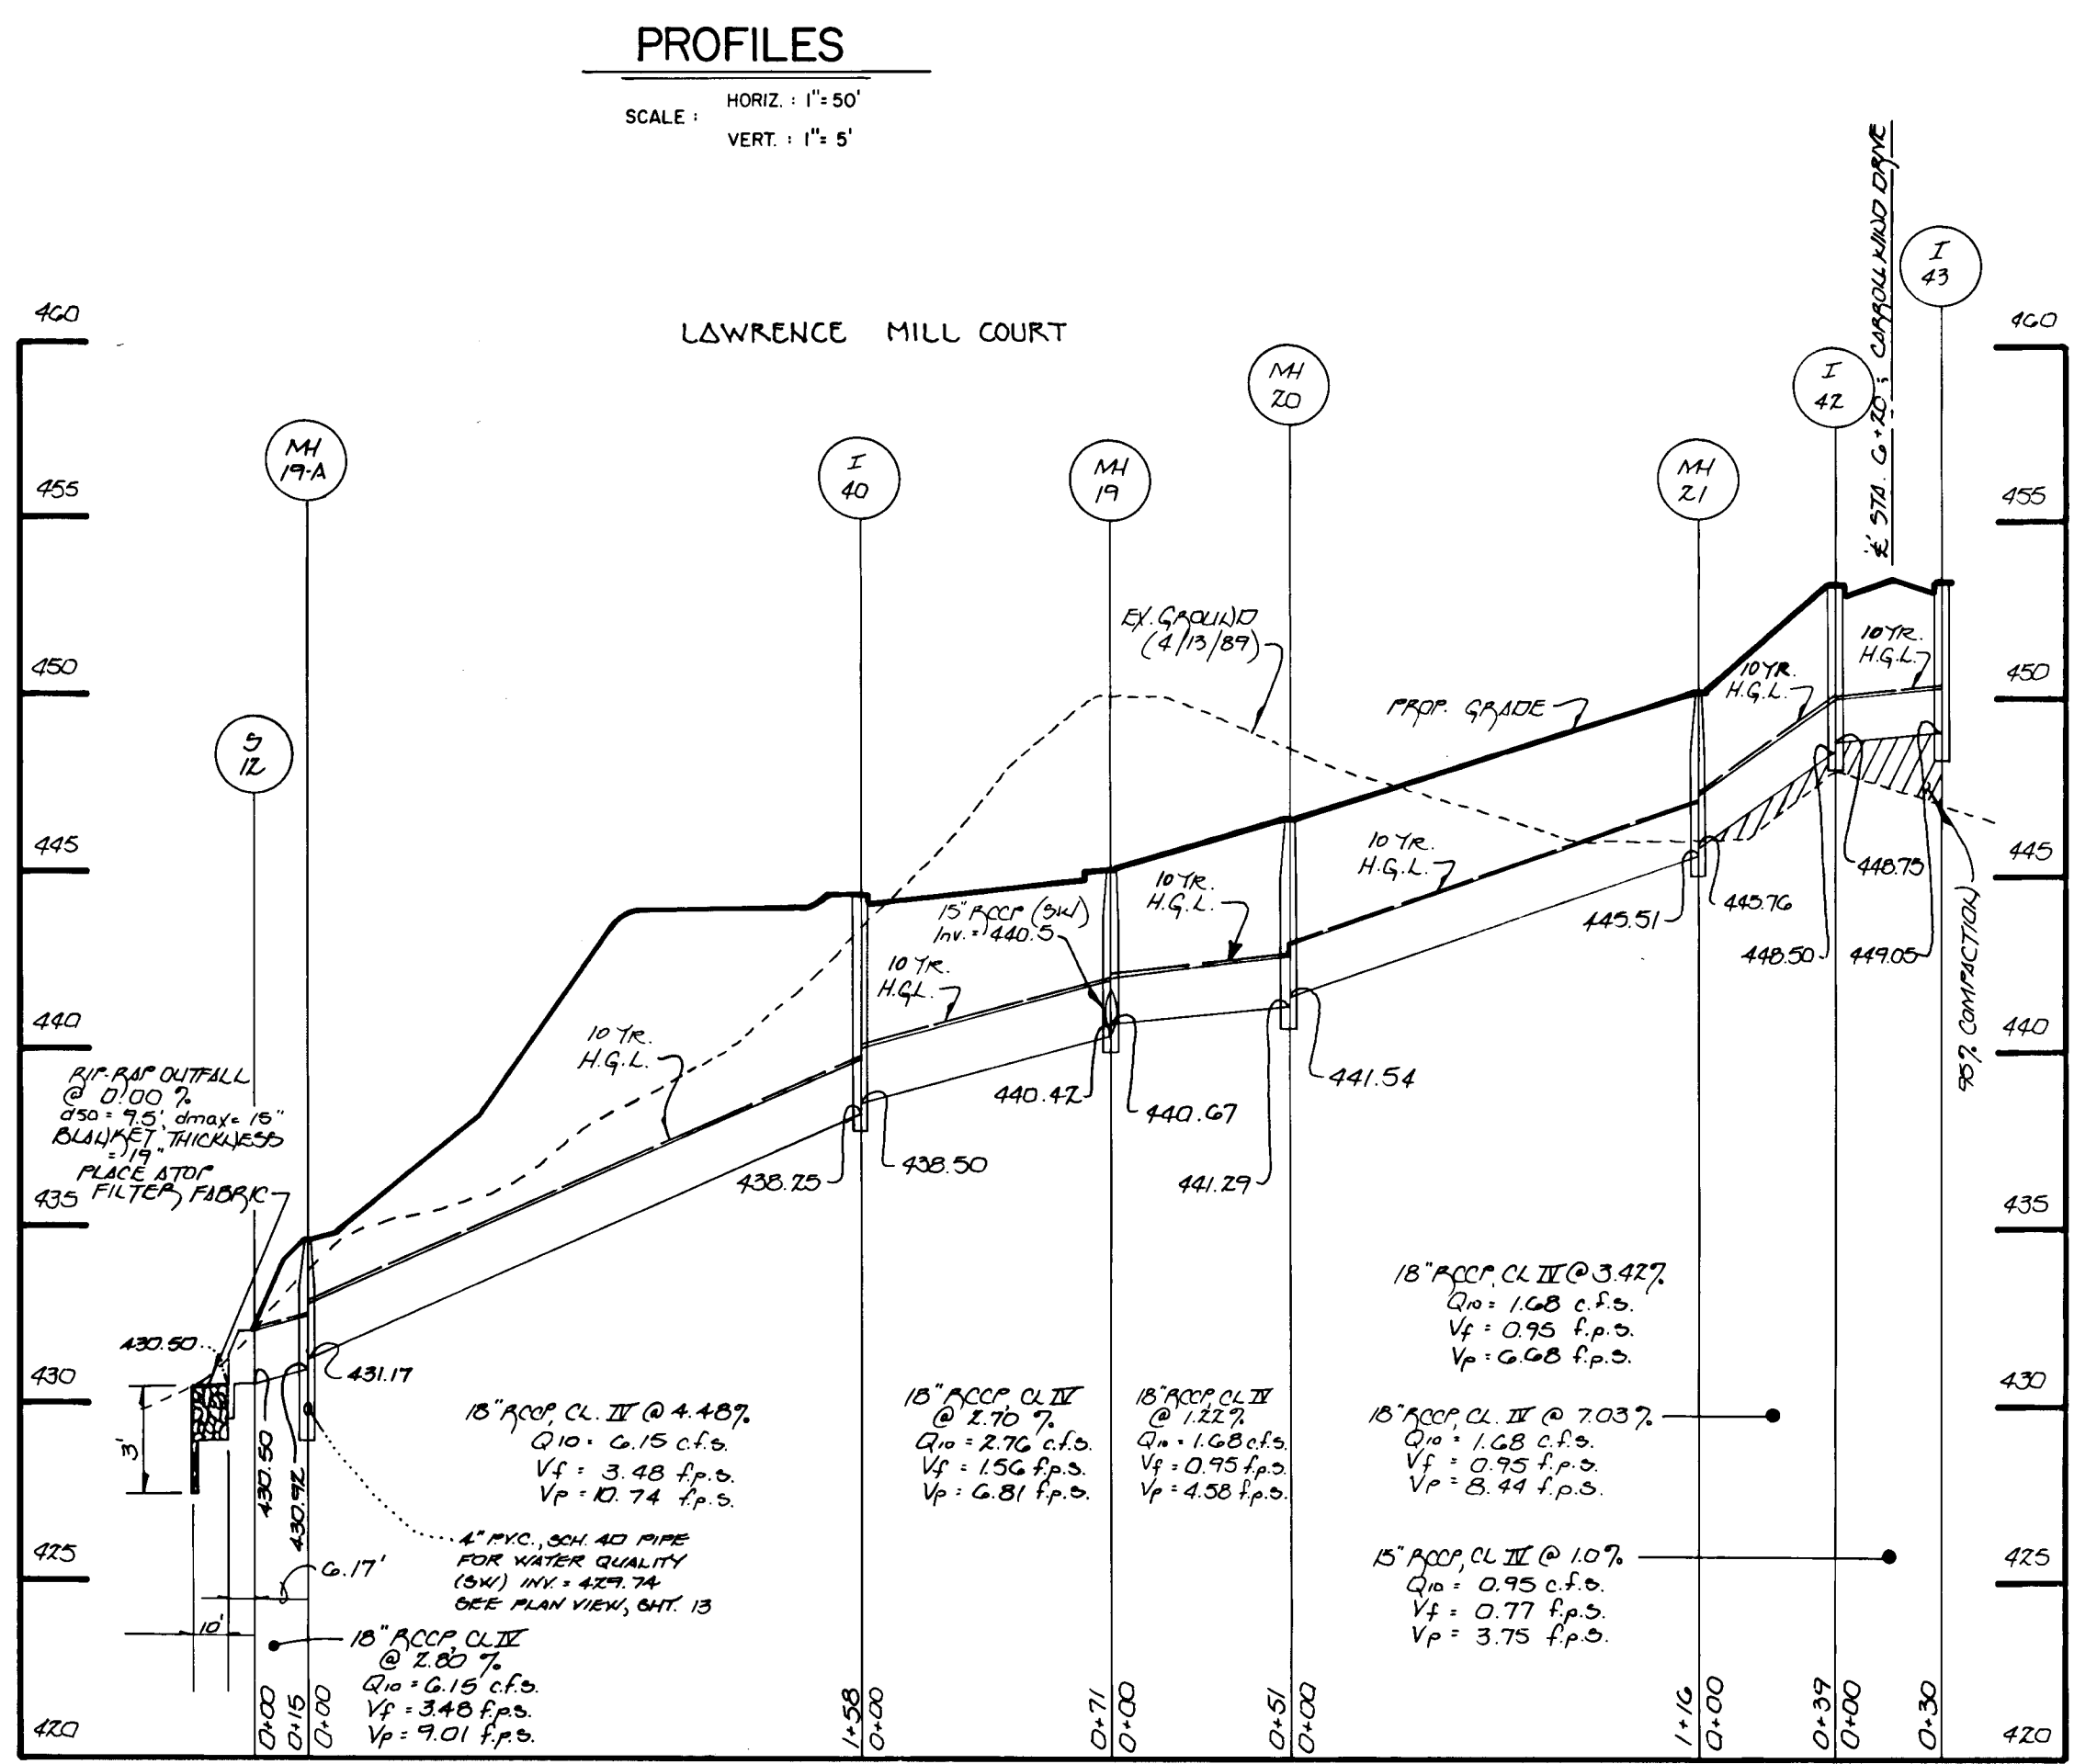 PROFILES
SCALE :
HORIZ. : 1"= 50'
VERT. : 1"= 5'
LAWRENCE MILL COURT
℄ STA. 6+20 ; CARROLLWIND DRIVE
I
43
I
42
MH
20
MH
21
MH
19
I
40
MH
19-A
S
12
460
455
450
445
440
435
430
425
420
460
455
450
445
440
435
430
425
420
EX. GROUND
(4/13/89)
PROP. GRADE
10 YR.
H.G.L.
10 YR.
H.G.L.
10 YR.
H.G.L.
10 YR.
H.G.L.
10 YR.
H.G.L.
10 YR.
H.G.L.
15" RCCP (SW)
Inv. = 440.5
RIP-RAP OUTFALL
@ 0.00 %
d50 = 9.5", dmax = 15"
BLANKET THICKNESS
= 19"
PLACE ATOP
FILTER FABRIC
430.50
3'
10'
6.17'
430.50
430.92
431.17
438.25
438.50
440.42
440.67
441.29
441.54
445.51
445.76
448.50
448.75
449.05
95% COMPACTION
18" RCCP, CL IV @ 3.42%
Q10 = 1.68 c.f.s.
Vf = 0.95 f.p.s.
Vp = 6.68 f.p.s.
18" RCCP, CL. IV @ 4.48%
Q10 = 6.15 c.f.s.
Vf = 3.48 f.p.s.
Vp = 10.74 f.p.s.
18" RCCP, CL IV
@ 2.70 %
Q10 = 2.76 c.f.s.
Vf = 1.56 f.p.s.
Vp = 6.81 f.p.s.
18" RCCP, CL IV
@ 1.22%
Q10 = 1.68 c.f.s.
Vf = 0.95 f.p.s.
Vp = 4.58 f.p.s.
18" RCCP, CL. IV @ 7.03%
Q10 = 1.68 c.f.s.
Vf = 0.95 f.p.s.
Vp = 8.44 f.p.s.
4" P.V.C., SCH. 40 PIPE
FOR WATER QUALITY
(SW) INV. = 429.74
SEE PLAN VIEW, SHT. 13
15" RCCP, CL IV @ 1.0%
Q10 = 0.95 c.f.s.
Vf = 0.77 f.p.s.
Vp = 3.75 f.p.s.
18" RCCP, CL IV
@ 2.80 %
Q10 = 6.15 c.f.s.
Vf = 3.48 f.p.s.
Vp = 9.01 f.p.s.
0+00
0+15
0+00
1+58
0+00
0+71
0+00
0+51
0+00
1+16
0+00
0+39
0+00
0+30